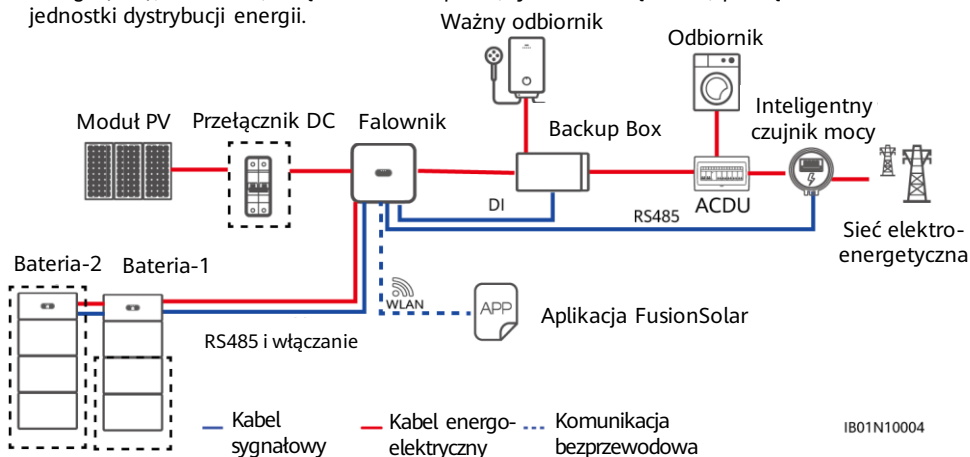 jednostki dystrybucji energii.
Ważny odbiornik
Odbiornik
Inteligentny
czujnik mocy
Moduł PV
Przełącznik DC
Falownik
Backup Box
DI
RS485
ACDU
Sieć elektro-
energetyczna
Bateria-2
Bateria-1
WLAN
APP
Aplikacja FusionSolar
RS485 i włączanie
Kabel
sygnałowy
Kabel energo-
elektryczny
Komunikacja
bezprzewodowa
IB01N10004